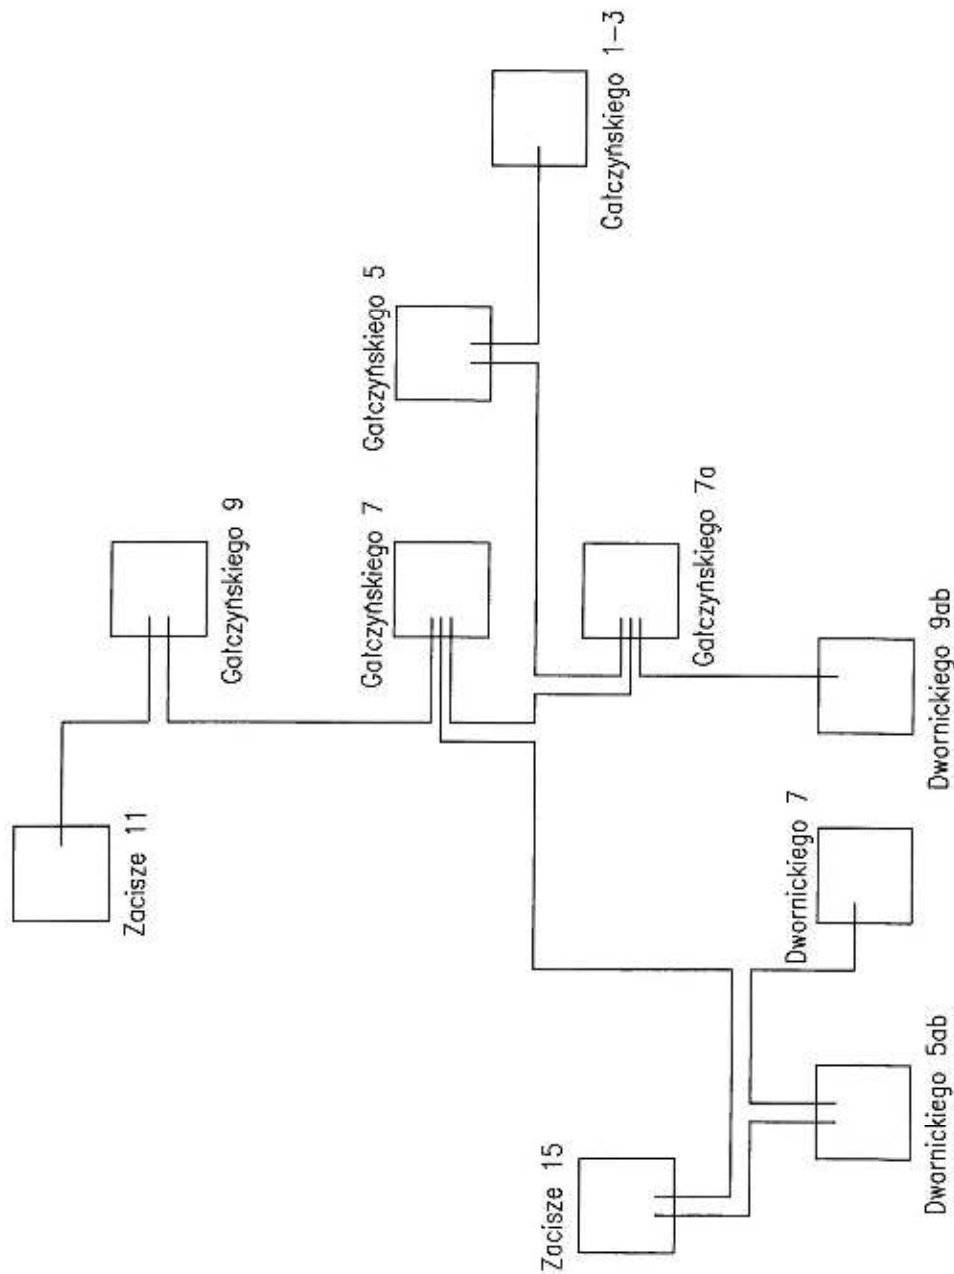 Zacisze 11
Gałczyńskiego 9
Gałczyńskiego 7
Gałczyńskiego 5
Zacisze 15
Gałczyńskiego 1-3
Gałczyńskiego 7a
Dwornickiego 7
Dwornickiego 5ab
Dwornickiego 9ab